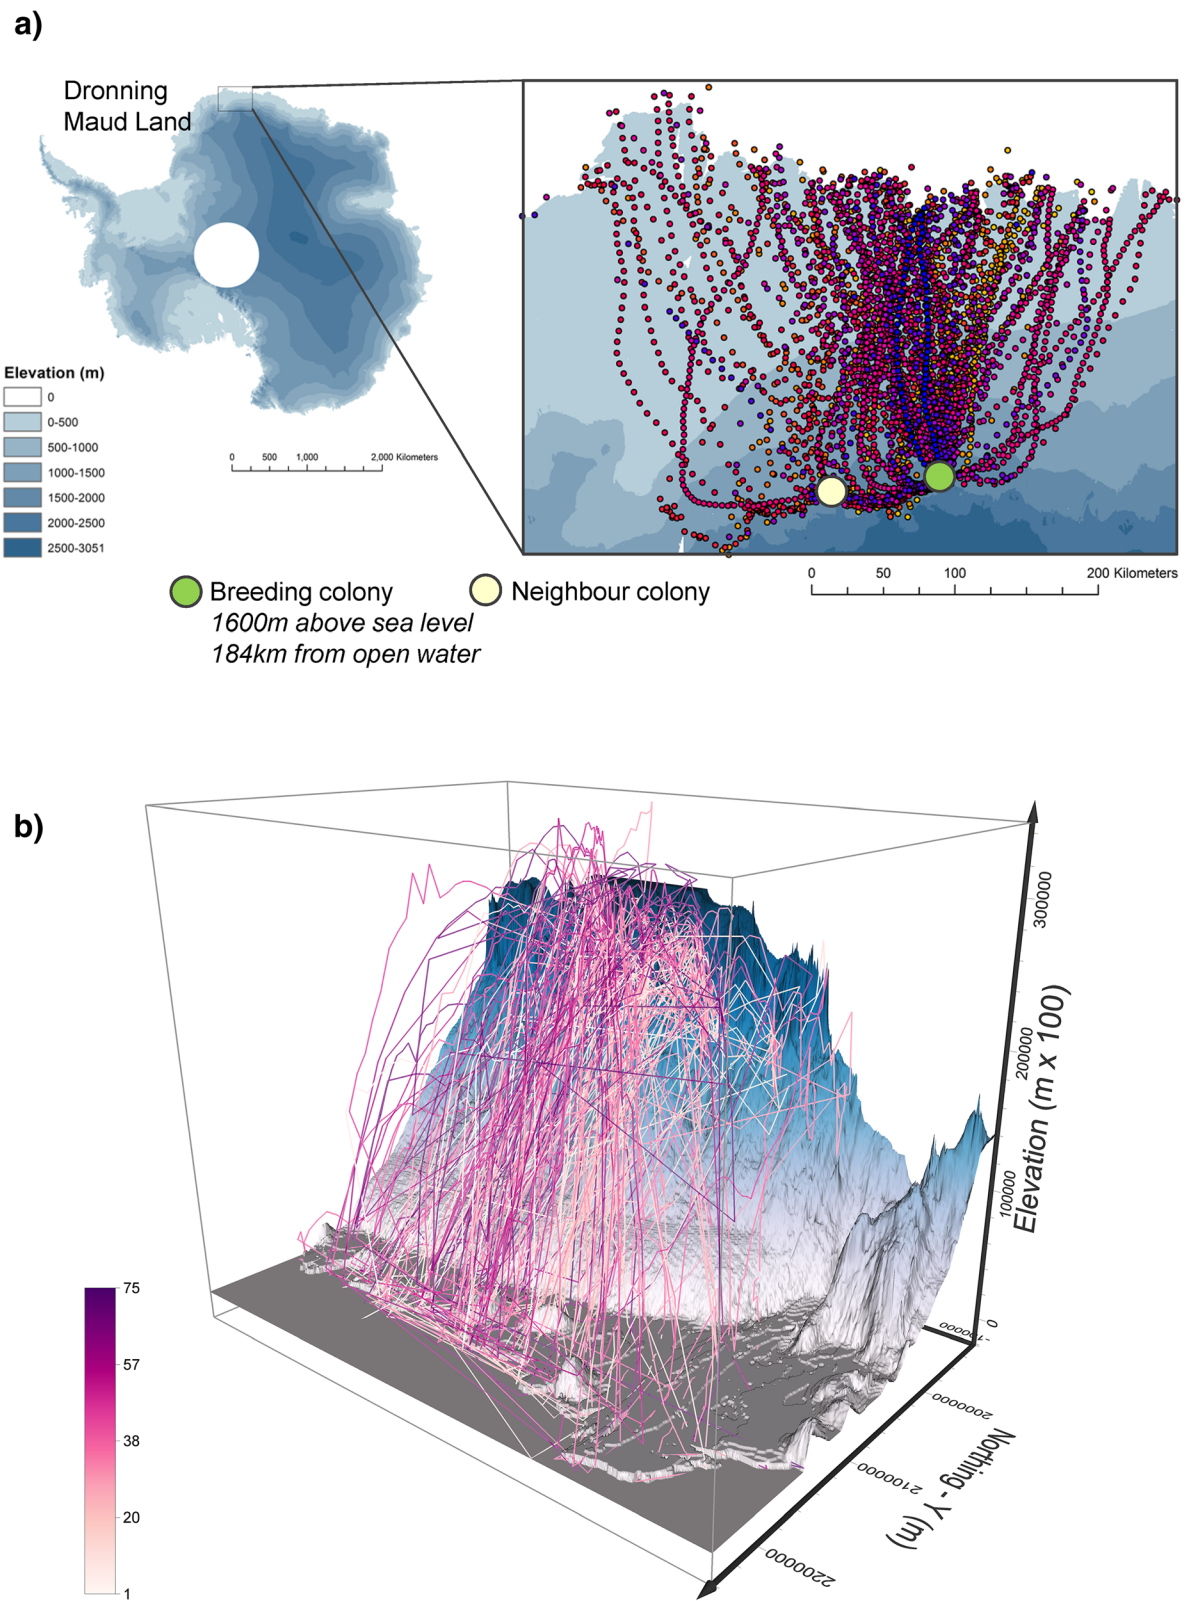 a)
Dronning
Maud Land
Elevation (m)
0
0-500
500-1000
1000-1500
1500-2000
2000-2500
2500-3051
0 500 1,000 2,000 Kilometers
0 50 100 200 Kilometers
Breeding colony
1600m above sea level
184km from open water
Neighbour colony
b)
300000
200000
100000
0
Elevation (m x 100)
-100000
2000000
2100000
2200000
Northing - Y (m)
75
57
38
20
1